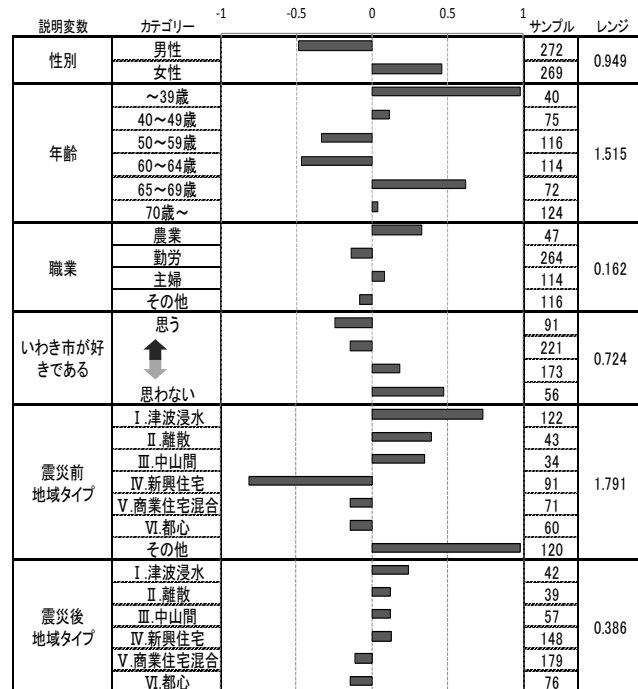 -1 -0.5 0 0.5 1
説明変数 カテゴリー サンプル レンジ
性別 0.949
男性 272
女性 269
年齢 1.515
～39歳 40
40～49歳 75
50～59歳 116
60～64歳 114
65～69歳 72
70歳～ 124
職業 0.162
農業 47
勤労 264
主婦 114
その他 116
いわき市が好
きである 0.724
思う 91
221
173
思わない 56
震災前
地域タイプ 1.791
Ⅰ.津波浸水 122
Ⅱ.離散 43
Ⅲ.中山間 34
Ⅳ.新興住宅 91
Ⅴ.商業住宅混合 71
Ⅵ.都心 60
その他 120
震災後
地域タイプ 0.386
Ⅰ.津波浸水 42
Ⅱ.離散 39
Ⅲ.中山間 57
Ⅳ.新興住宅 148
Ⅴ.商業住宅混合 179
Ⅵ.都心 76